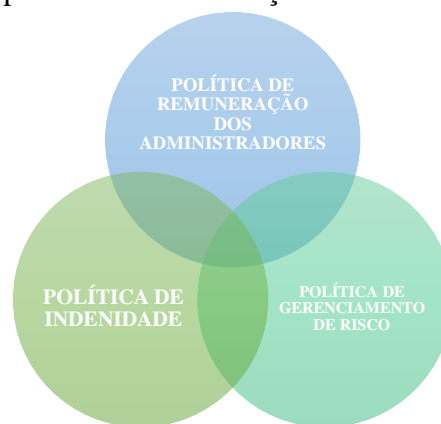 POLÍTICA DE
REMUNERAÇÃO
DOS
ADMINISTRADORES
POLÍTICA DE
INDENIDADE
POLÍTICA DE
GERENCIAMENTO
DE RISCO